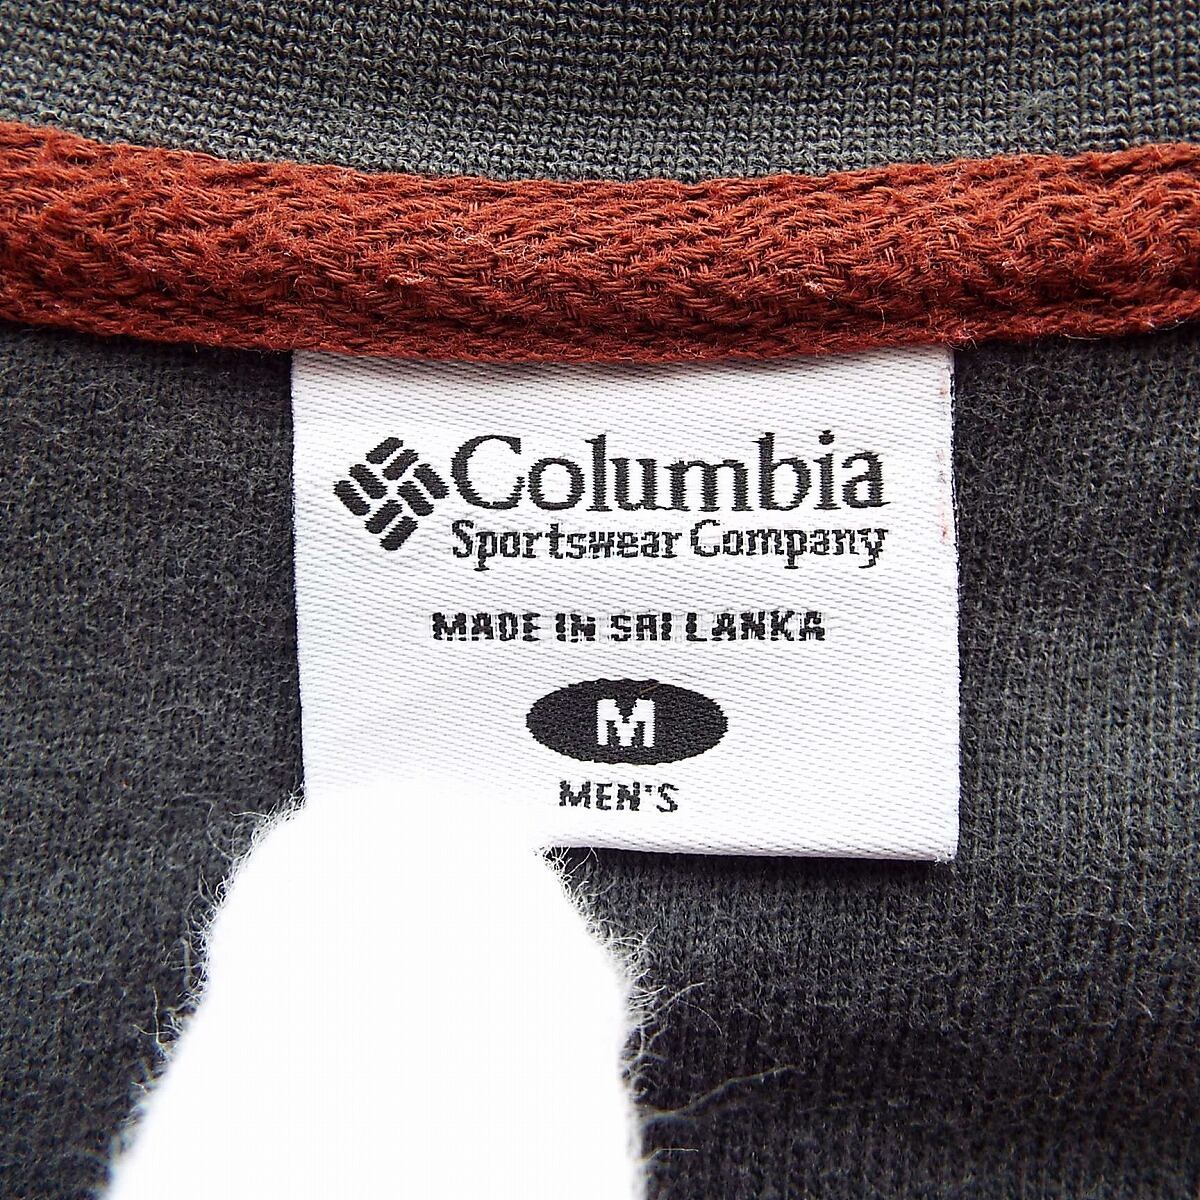 Columbia
Sportswear Company
MADE IN SRI LANKA
M
MEN'S